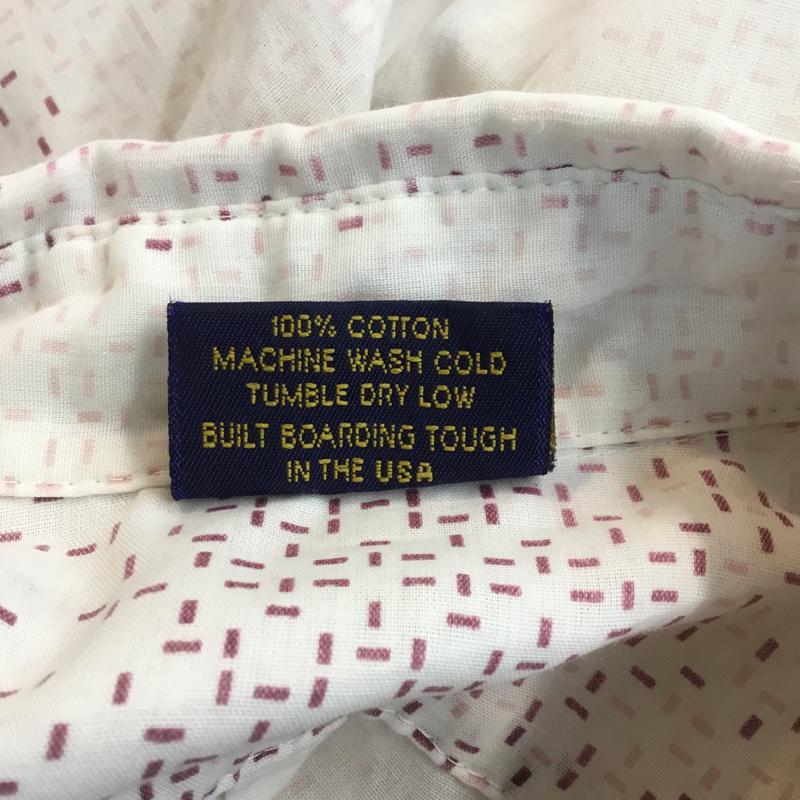 100% COTTON
MACHINE WASH COLD
TUMBLE DRY LOW
BUILT BOARDING TOUGH
IN THE USA